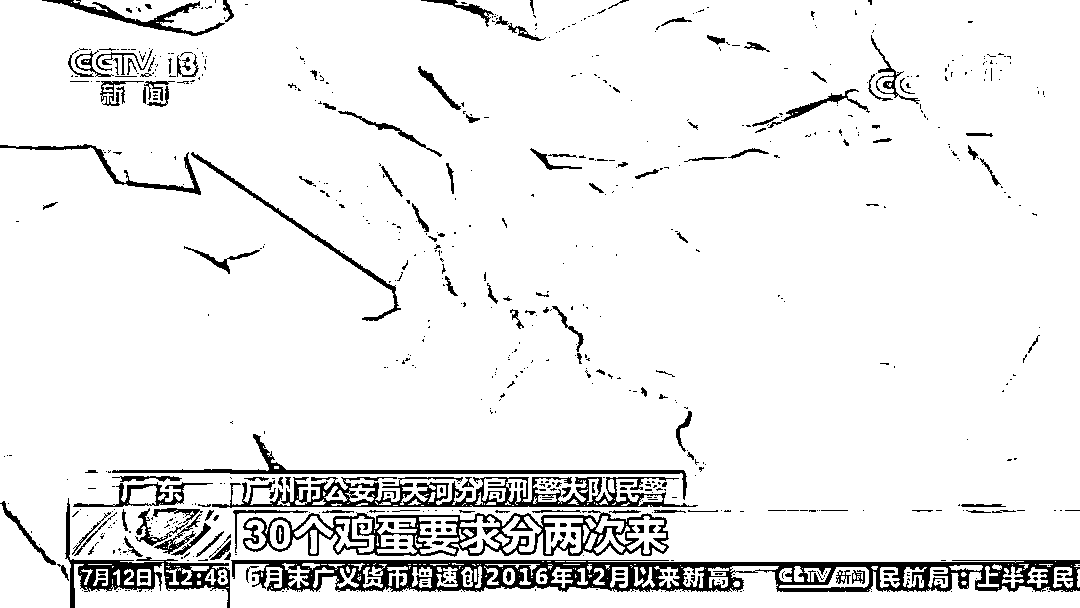 CCTV 13
新闻
广东
广州市公安局天河分局刑警大队民警
30个鸡蛋要求分两次来
7月12日 12:48
6月末广义货币增速创2016年12月以来新高。 CCTV 新闻 民航局：上半年民